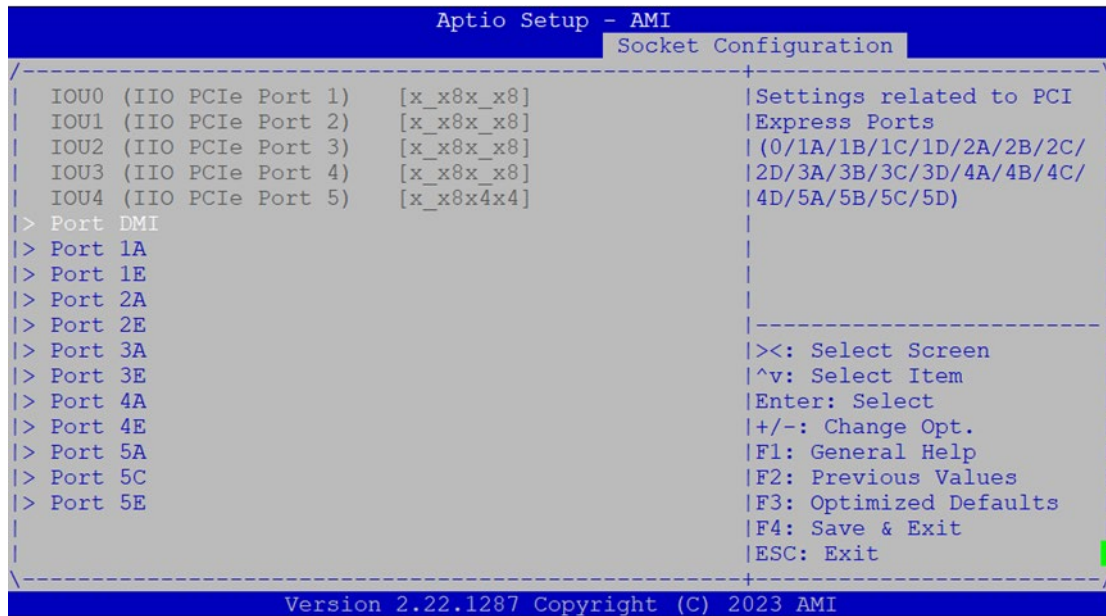 Aptio Setup - AMI
Socket Configuration
IOU0 (IIO PCIe Port 1) [x_x8x_x8]
IOU1 (IIO PCIe Port 2) [x_x8x_x8]
IOU2 (IIO PCIe Port 3) [x_x8x_x8]
IOU3 (IIO PCIe Port 4) [x_x8x_x8]
IOU4 (IIO PCIe Port 5) [x_x8x4x4]
> Port DMI
> Port 1A
> Port 1E
> Port 2A
> Port 2E
> Port 3A
> Port 3E
> Port 4A
> Port 4E
> Port 5A
> Port 5C
> Port 5E
Settings related to PCI
Express Ports
(0/1A/1B/1C/1D/2A/2B/2C/
2D/3A/3B/3C/3D/4A/4B/4C/
4D/5A/5B/5C/5D)
><: Select Screen
^v: Select Item
Enter: Select
+/-: Change Opt.
F1: General Help
F2: Previous Values
F3: Optimized Defaults
F4: Save & Exit
ESC: Exit
Version 2.22.1287 Copyright (C) 2023 AMI